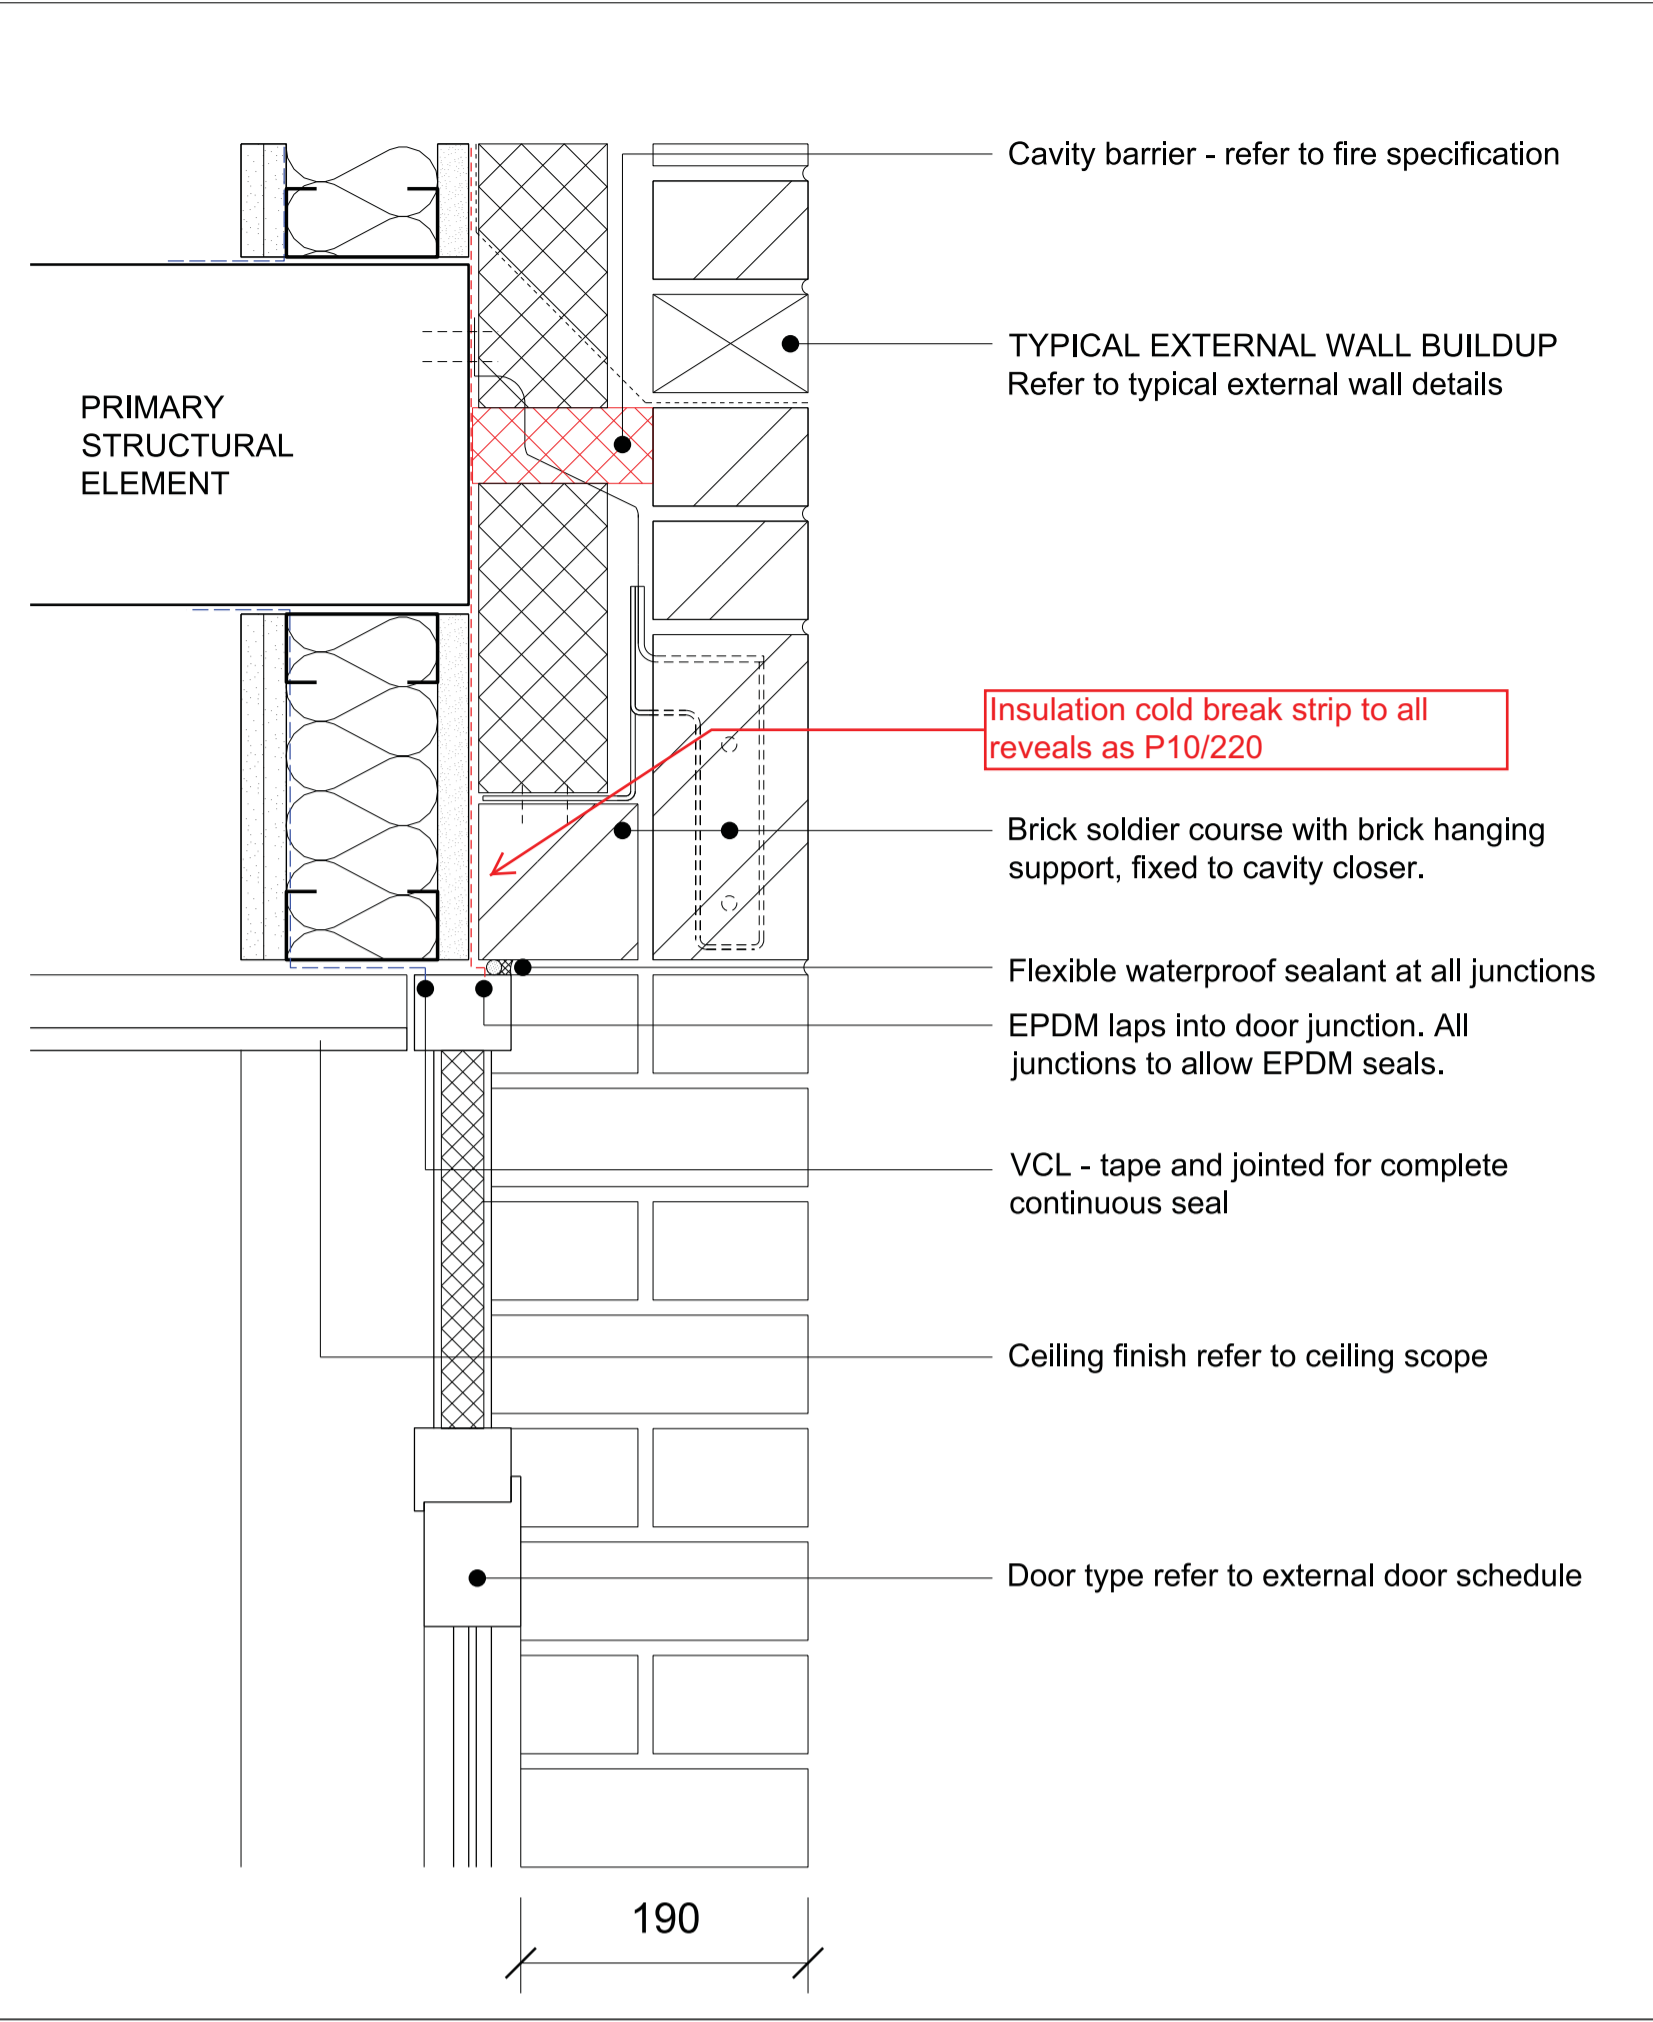 Cavity barrier - refer to fire specification
TYPICAL EXTERNAL WALL BUILDUP
Refer to typical external wall details
PRIMARY
STRUCTURAL
ELEMENT
Insulation cold break strip to all
reveals as P10/220
Brick soldier course with brick hanging
support, fixed to cavity closer.
Flexible waterproof sealant at all junctions
EPDM laps into door junction. All
junctions to allow EPDM seals.
VCL - tape and jointed for complete
continuous seal
Ceiling finish refer to ceiling scope
Door type refer to external door schedule
190